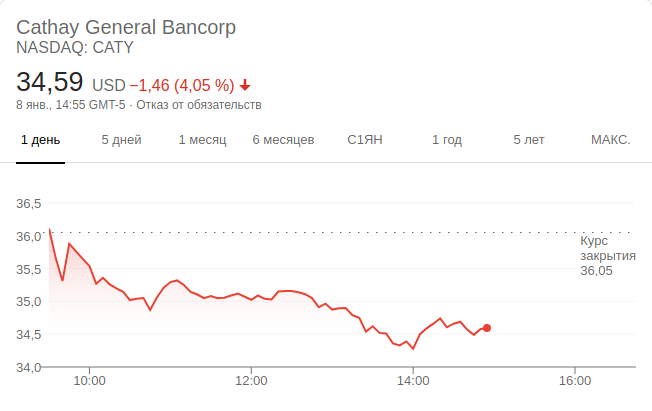 Cathay General Bancorp
NASDAQ: CATY
34,59 USD −1,46 (4,05 %)
8 янв., 14:55 GMT-5 · Отказ от обязательств
1 день 5 дней 1 месяц 6 месяцев С1ЯН 1 год 5 лет МАКС.
36,5
36,0
Курс
закрытия
36,05
35,5
35,0
34,5
34,0
10:00 12:00 14:00 16:00